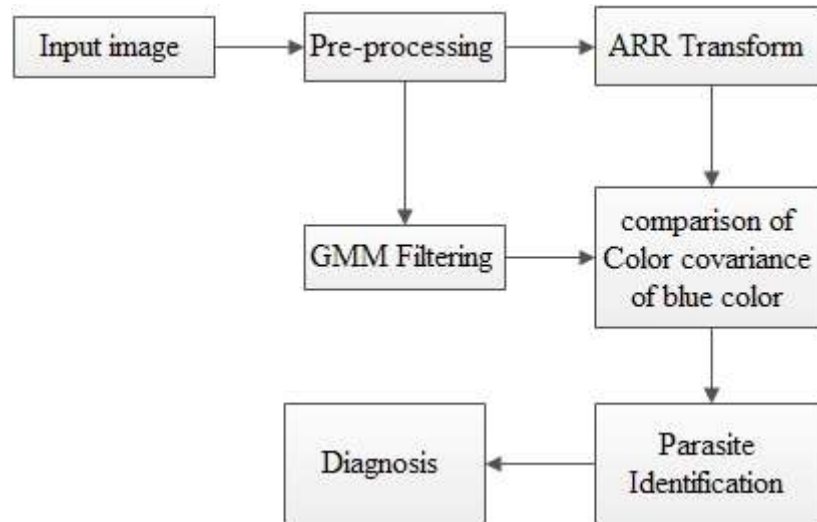 Input image
Pre-processing
ARR Transform
GMM Filtering
comparison of
Color covariance
of blue color
Diagnosis
Parasite
Identification